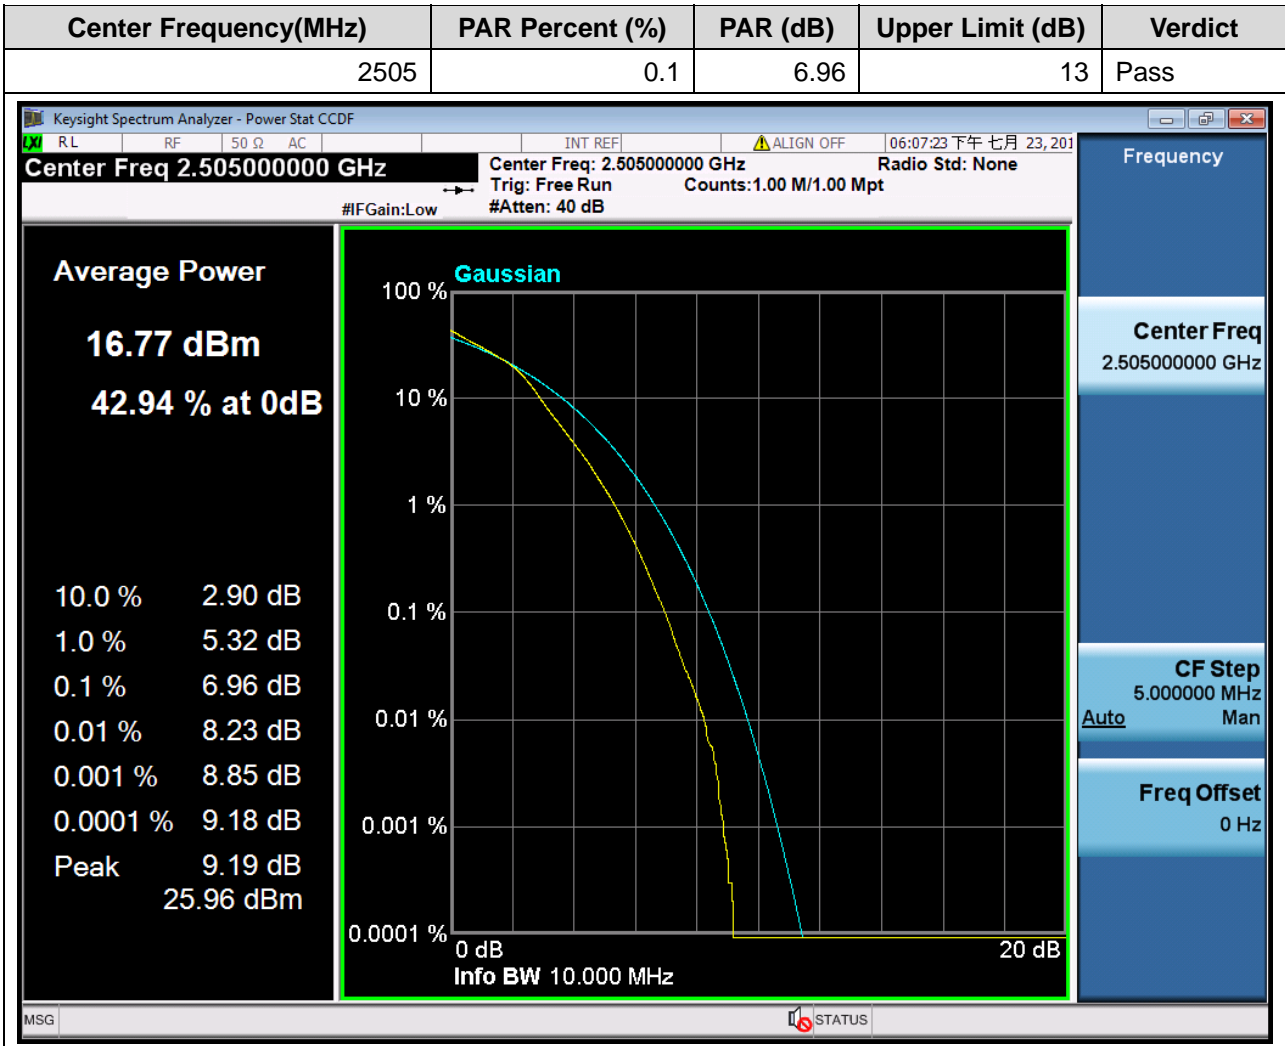 Center Frequency(MHz) PAR Percent (%) PAR (dB) Upper Limit (dB) Verdict
2505 0.1 6.96 13 Pass
Keysight Spectrum Analyzer - Power Stat CCDF
LXI RL RF 50 Ω AC INT REF ALIGN OFF 06:07:23 下午 七月 23, 201
Center Freq 2.505000000 GHz
Center Freq: 2.505000000 GHz Radio Std: None
Trig: Free Run Counts:1.00 M/1.00 Mpt
#IFGain:Low #Atten: 40 dB
Average Power
16.77 dBm
42.94 % at 0dB
10.0 % 2.90 dB
1.0 % 5.32 dB
0.1 % 6.96 dB
0.01 % 8.23 dB
0.001 % 8.85 dB
0.0001 % 9.18 dB
Peak 9.19 dB
25.96 dBm
Gaussian
100 %
10 %
1 %
0.1 %
0.01 %
0.001 %
0.0001 %
0 dB 20 dB
Info BW 10.000 MHz
Frequency
Center Freq
2.505000000 GHz
CF Step
5.000000 MHz
Auto Man
Freq Offset
0 Hz
MSG STATUS